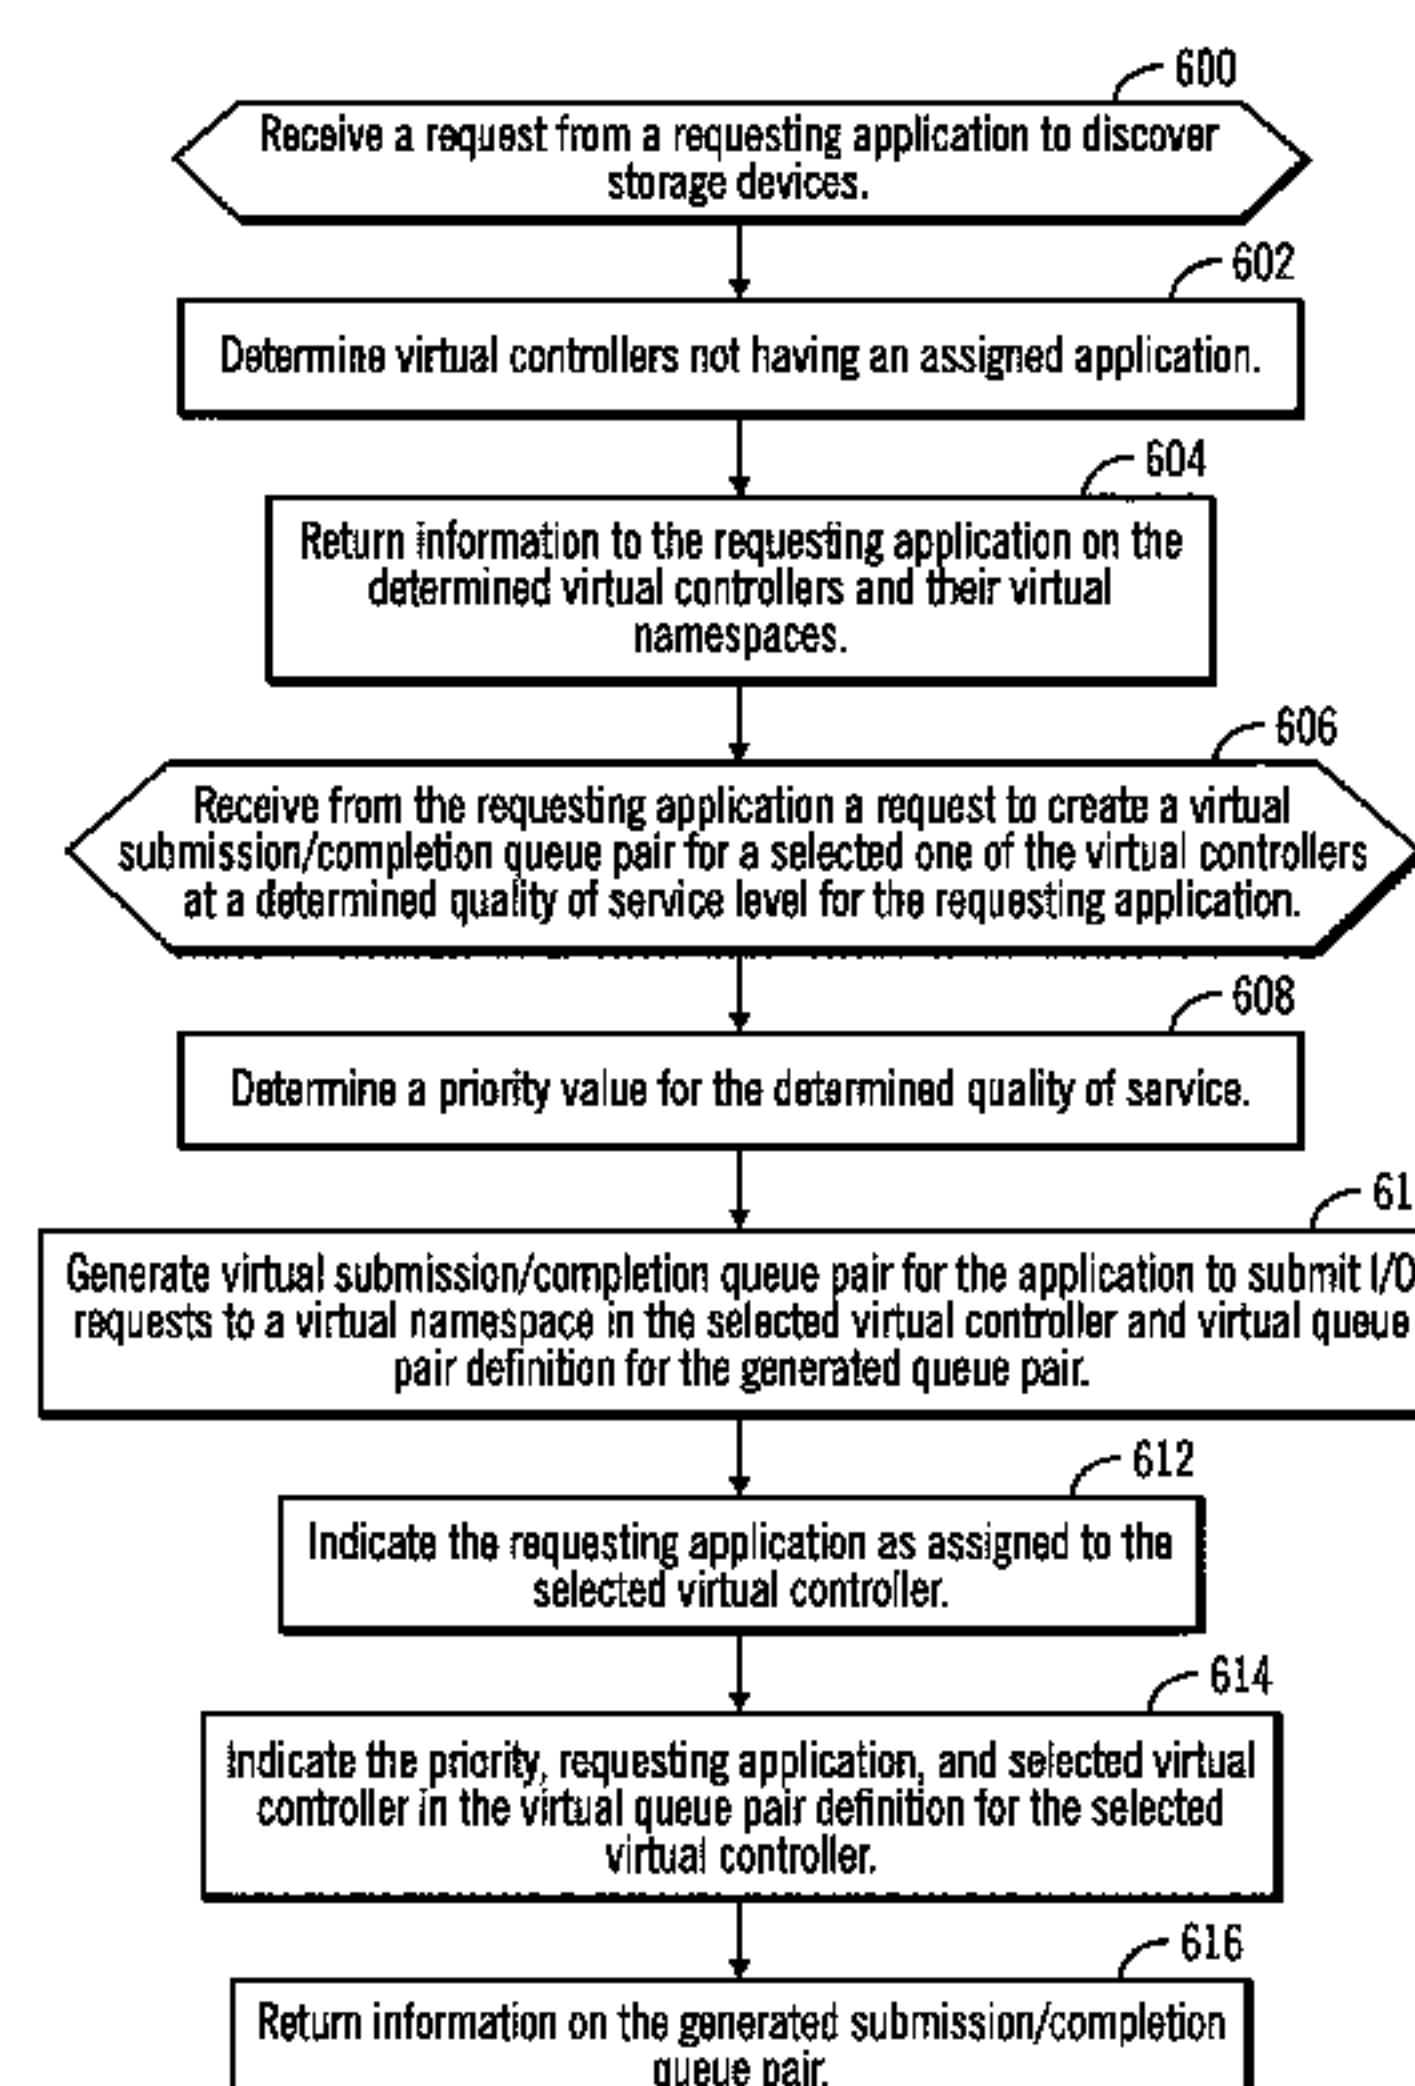 600
Receive a request from a requesting application to discover
storage devices.
602
Determine virtual controllers not having an assigned application.
604
Return information to the requesting application on the
determined virtual controllers and their virtual
namespaces.
606
Receive from the requesting application a request to create a virtual
submission/completion queue pair for a selected one of the virtual controllers
at a determined quality of service level for the requesting application.
608
Determine a priority value for the determined quality of service.
61
Generate virtual submission/completion queue pair for the application to submit I/O
requests to a virtual namespace in the selected virtual controller and virtual queue
pair definition for the generated queue pair.
612
Indicate the requesting application as assigned to the
selected virtual controller.
614
Indicate the priority, requesting application, and selected virtual
controller in the virtual queue pair definition for the selected
virtual controller.
616
Return information on the generated submission/completion
queue pair.